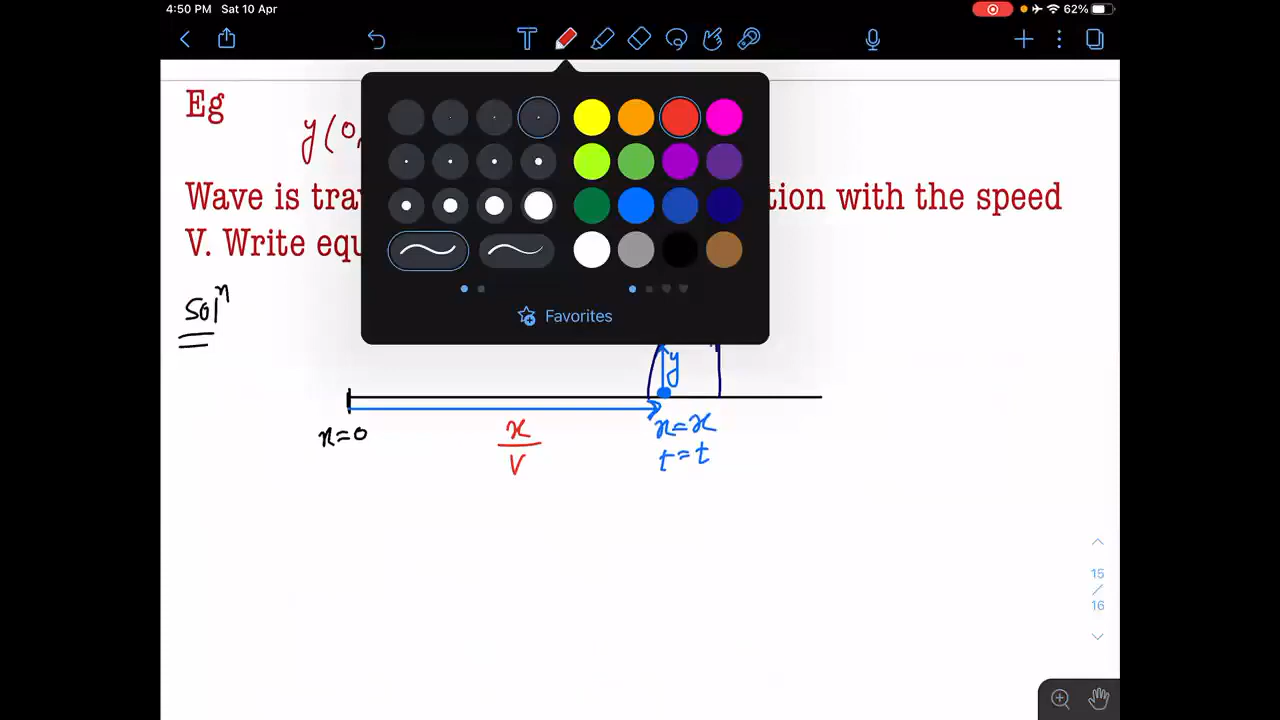 4:50 PM Sat 10 Apr 62%
T
Eg
y(0,
Wave is tra tion with the speed
V. Write equ
Solⁿ
Favorites
y
x=0
x
V
x=x
t=t
15
/
16